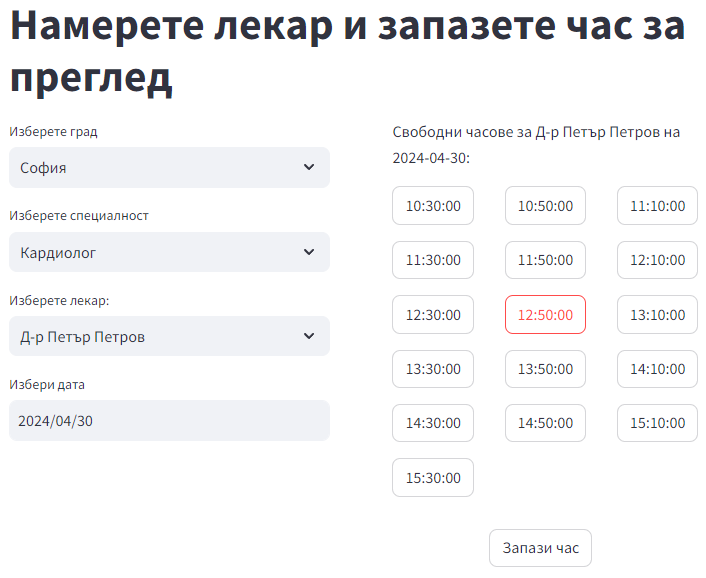 Намерете лекар и запазете час за
преглед
Изберете град
София
Изберете специалност
Кардиолог
Изберете лекар:
Д-р Петър Петров
Избери дата
2024/04/30
Свободни часове за Д-р Петър Петров на
2024-04-30:
10:30:00 10:50:00 11:10:00
11:30:00 11:50:00 12:10:00
12:30:00 12:50:00 13:10:00
13:30:00 13:50:00 14:10:00
14:30:00 14:50:00 15:10:00
15:30:00
Запази час